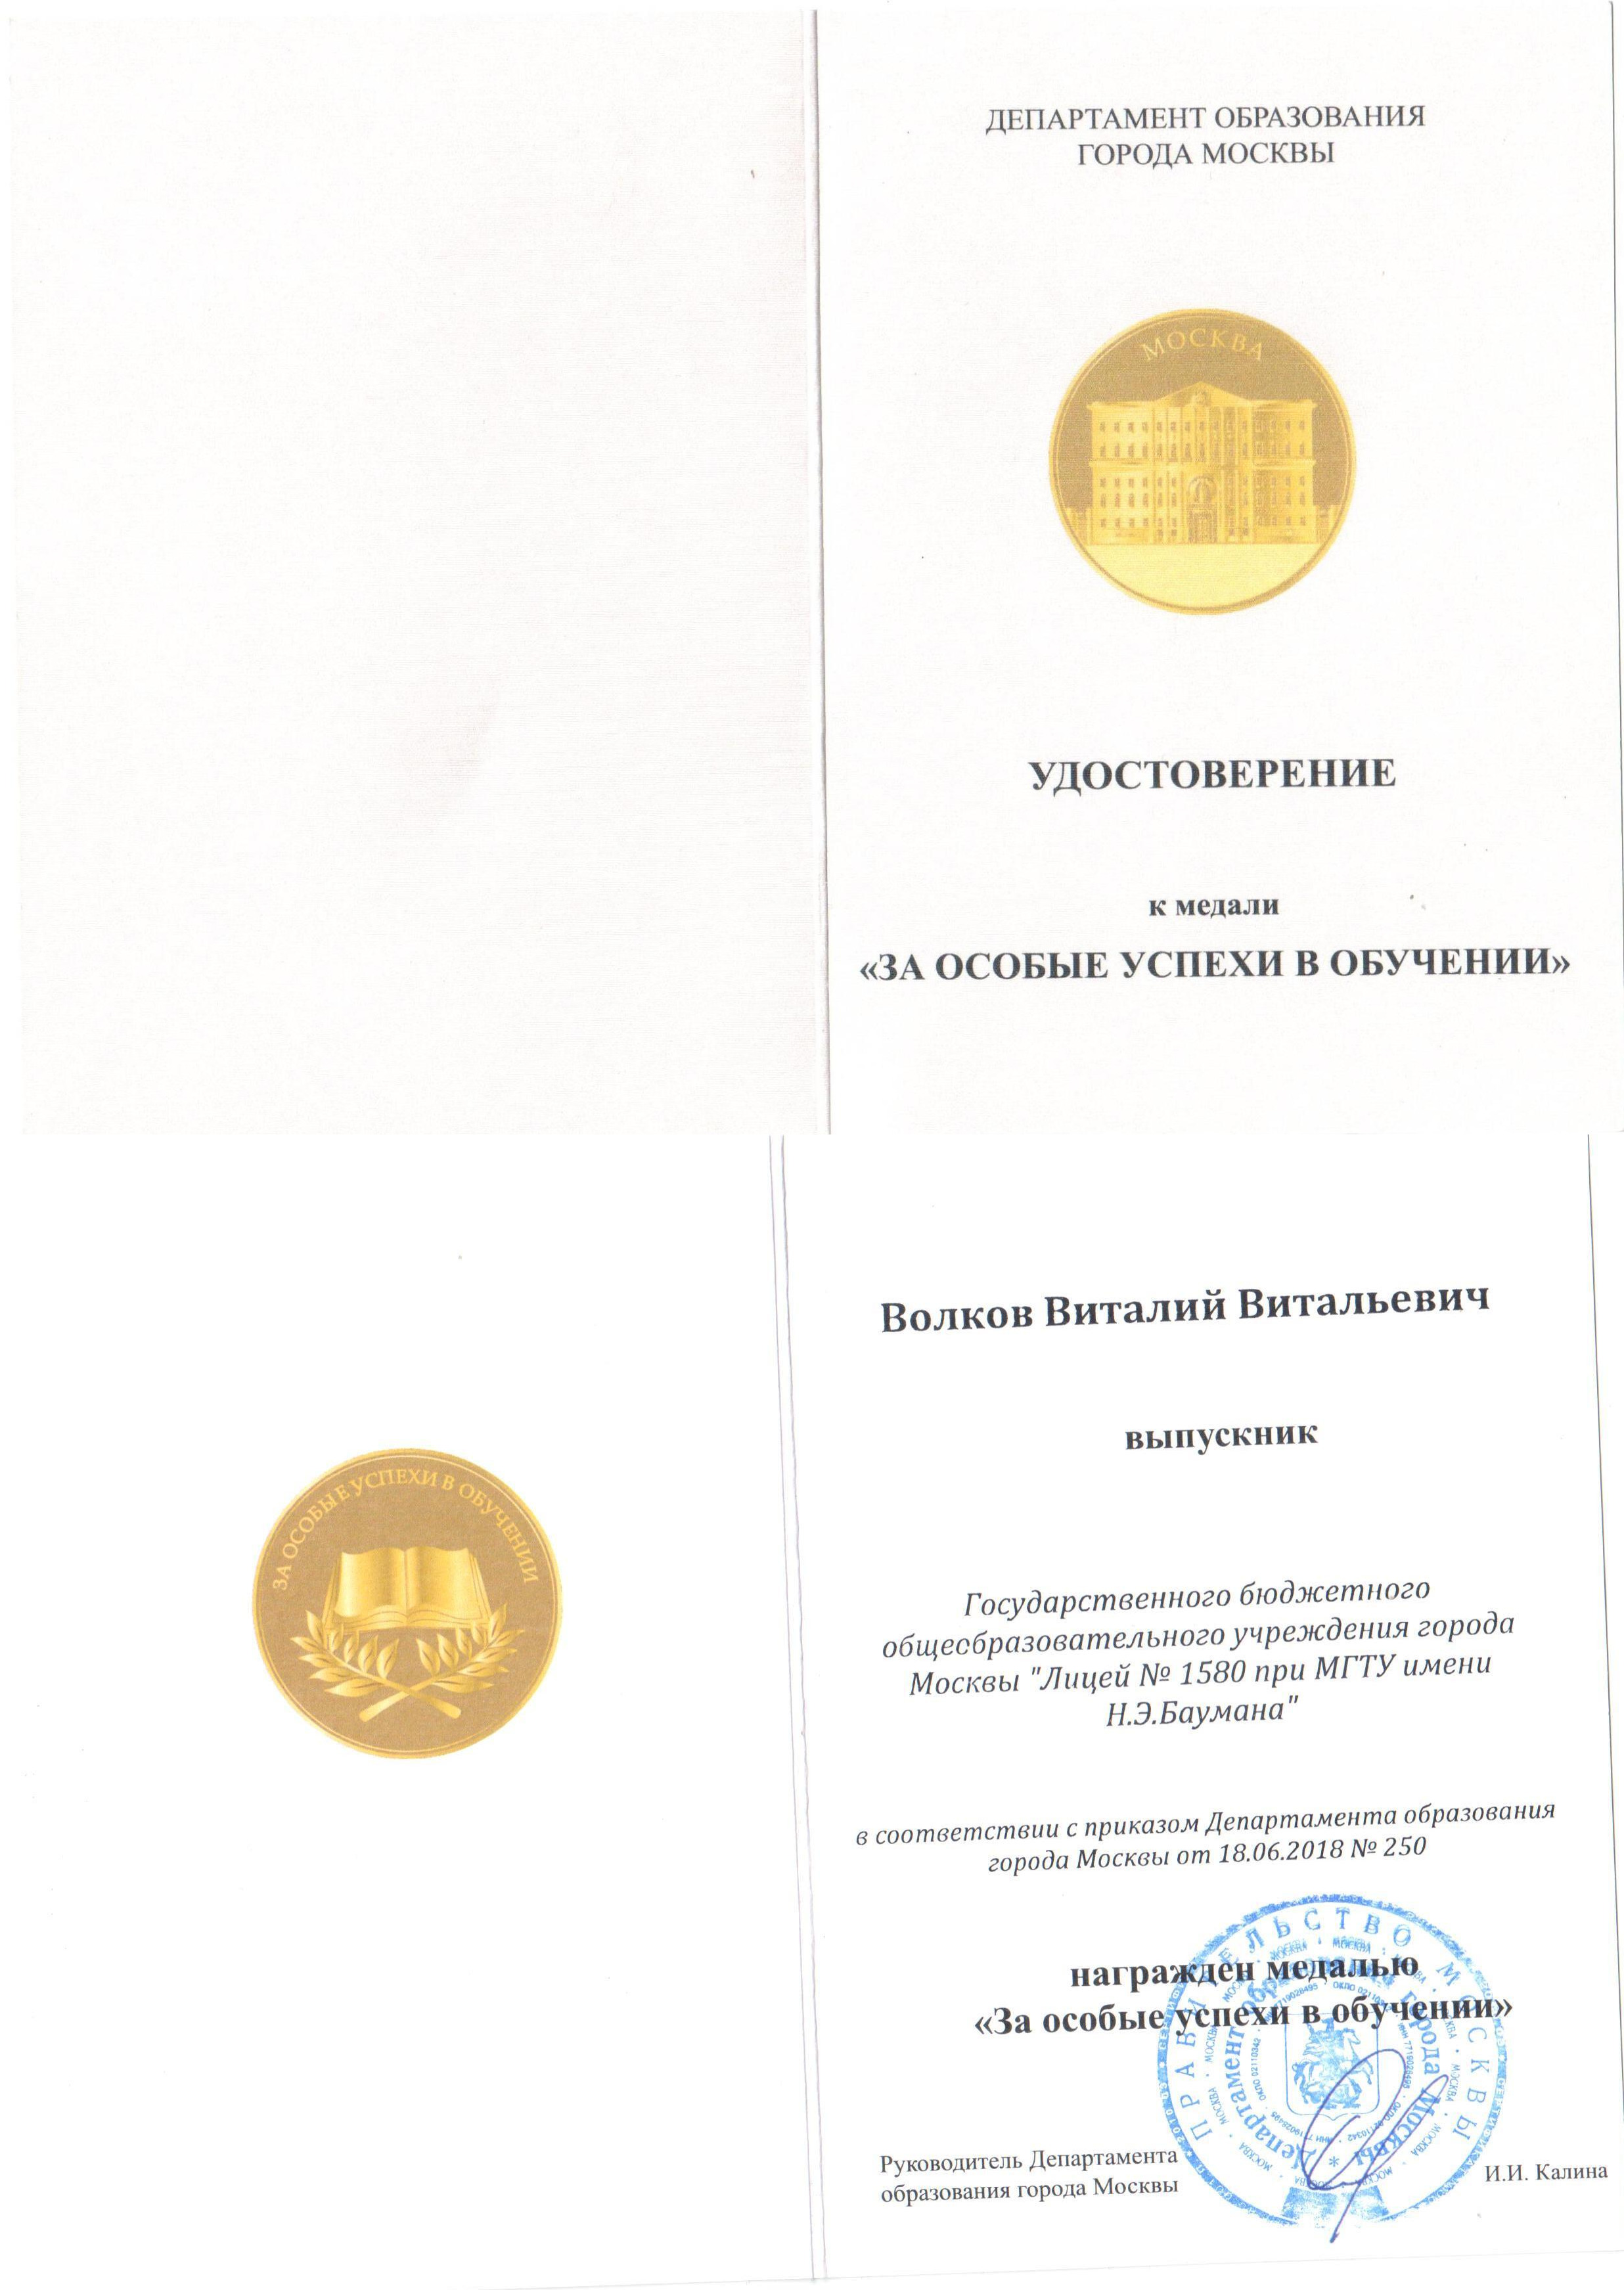 ДЕПАРТАМЕНТ ОБРАЗОВАНИЯ
ГОРОДА МОСКВЫ
МОСКВА
УДОСТОВЕРЕНИЕ
к медали
«ЗА ОСОБЫЕ УСПЕХИ В ОБУЧЕНИИ»
ЗА ОСОБЫЕ УСПЕХИ В ОБУЧЕНИИ
Волков Виталий Витальевич
выпускник
Государственного бюджетного
общесбразовательного учреждения города
Москвы "Лицей № 1580 при МГТУ имени
Н.Э.Баумана"
в соответствии с приказом Департамента образования
города Москвы от 18.06.2018 № 250
награжден медалью
«За особые успехи в обучении»
ПРАВИТЕЛЬСТВО МОСКВЫ
Департамент образования города Москвы *
Руководитель Департамента
образования города Москвы
И.И. Калина